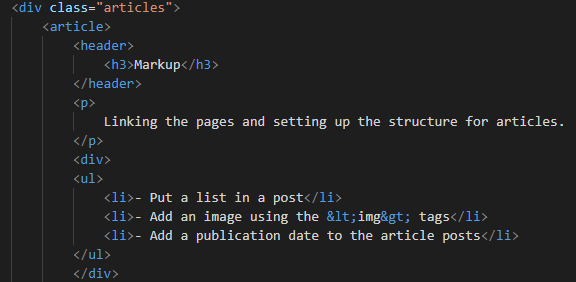 <div class="articles">
<article>
<header>
<h3>Markup</h3>
</header>
<p>
Linking the pages and setting up the structure for articles.
</p>
<div>
<ul>
<li>- Put a list in a post</li>
<li>- Add an image using the &lt;img&gt; tags</li>
<li>- Add a publication date to the article posts</li>
</ul>
</div>